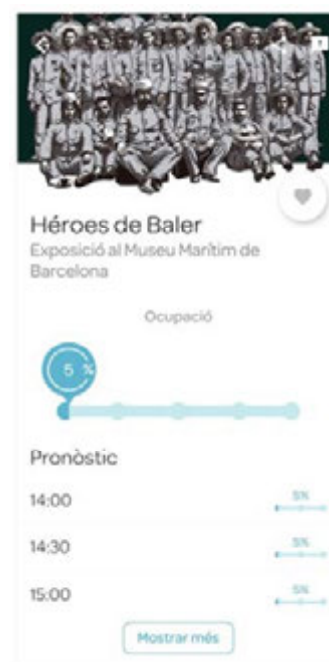 Héroes de Baler
Exposició al Museu Marítim de
Barcelona
Ocupació
5 %
Pronòstic
14:00 5%
14:30 5%
15:00 5%
Mostrar més